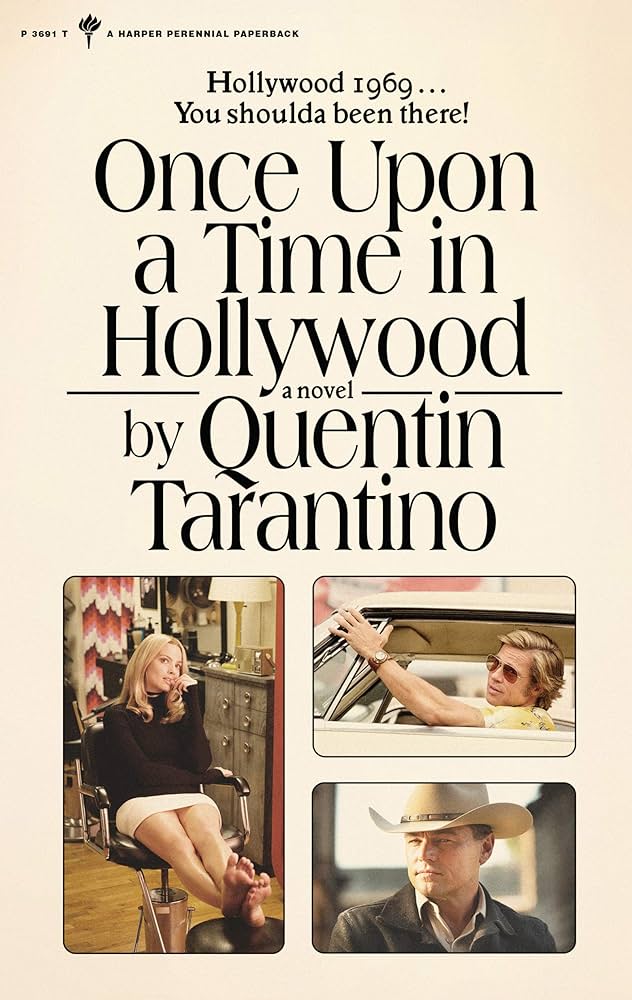 P 3691 T A HARPER PERENNIAL PAPERBACK
Hollywood 1969...
You shoulda been there!
Once Upon
a Time in
Hollywood
a novel
by Quentin
Tarantino